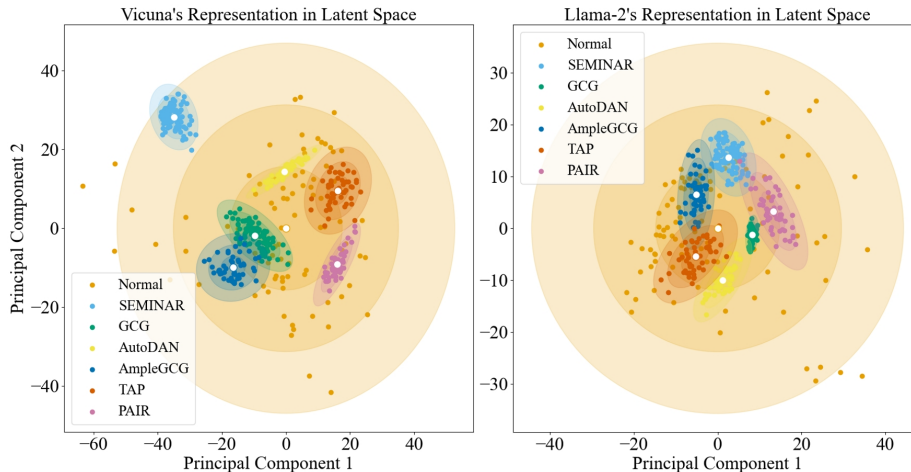 Vicuna's Representation in Latent Space
Principal Component 2
40
20
0
−20
−40
−60
−40
−20
0
20
40
Principal Component 1
Normal
SEMINAR
GCG
AutoDAN
AmpleGCG
TAP
PAIR
Llama-2's Representation in Latent Space
30
20
10
0
−10
−20
−30
−40
−20
0
20
40
Principal Component 1
Normal
SEMINAR
GCG
AutoDAN
AmpleGCG
TAP
PAIR